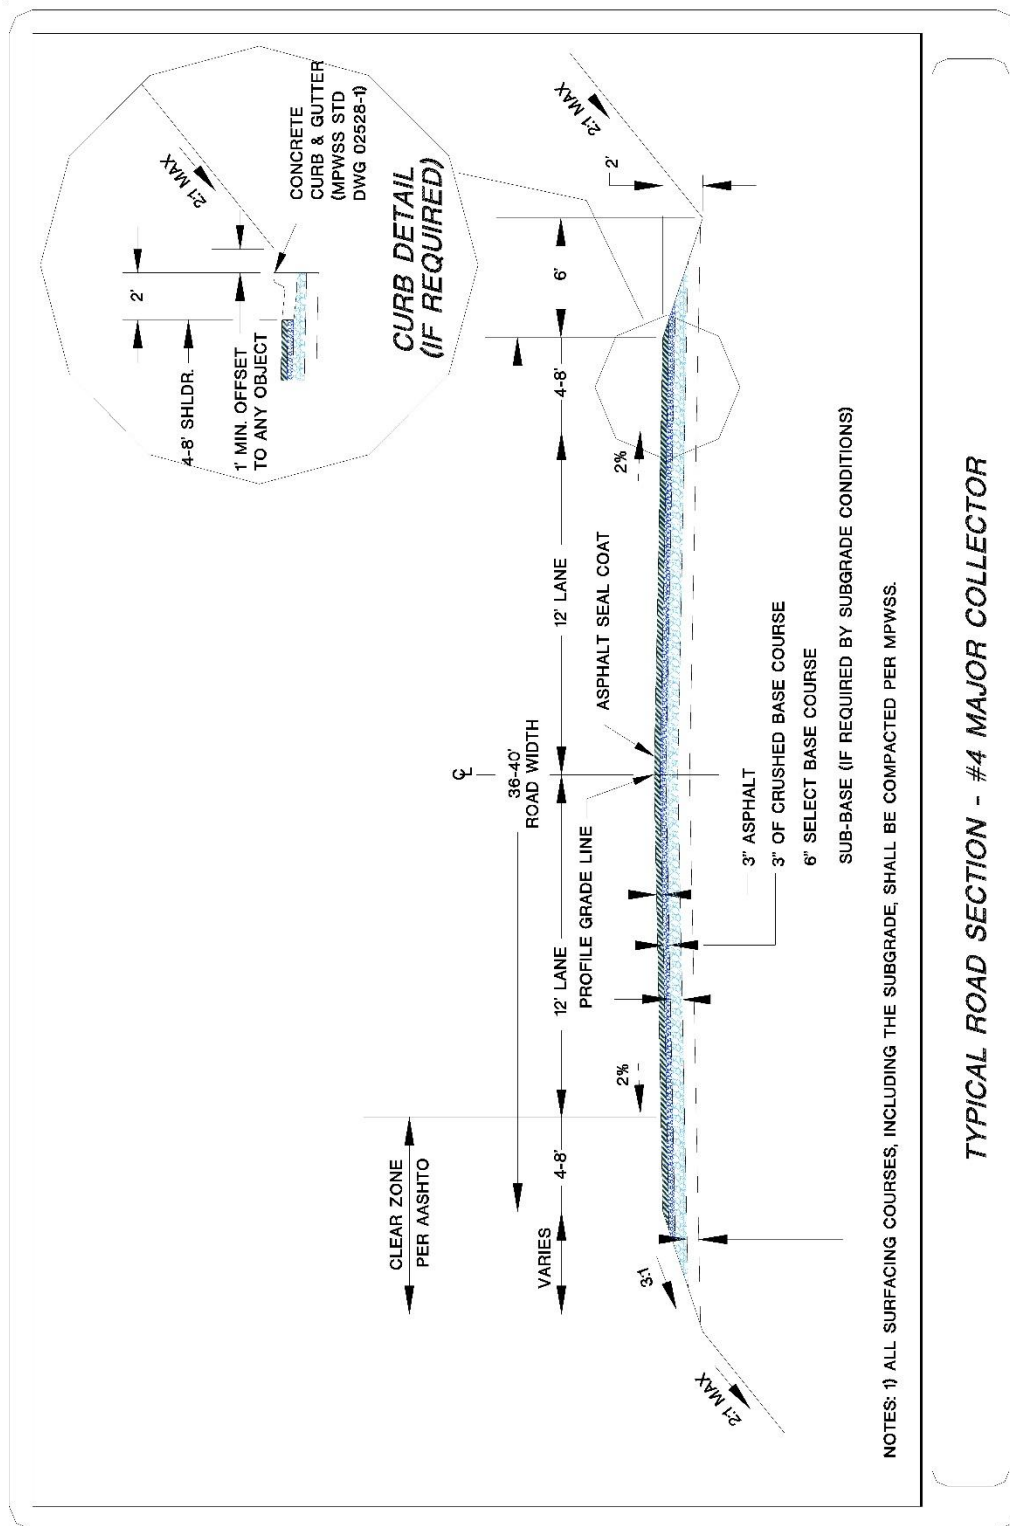 2:1 MAX
2'
4-8' SHLDR.
1' MIN. OFFSET
TO ANY OBJECT
CONCRETE
CURB & GUTTER
(MPWSS STD
DWG 02528-1)
CURB DETAIL
(IF REQUIRED)
CLEAR ZONE
PER AASHTO
℄
36-40'
ROAD WIDTH
VARIES
4-8'
12' LANE
12' LANE
4-8'
6'
2:1 MAX
2'
PROFILE GRADE LINE
ASPHALT SEAL COAT
2%
2%
3:1
2:1 MAX
3" ASPHALT
3" OF CRUSHED BASE COURSE
6" SELECT BASE COURSE
SUB-BASE (IF REQUIRED BY SUBGRADE CONDITIONS)
NOTES: 1) ALL SURFACING COURSES, INCLUDING THE SUBGRADE, SHALL BE COMPACTED PER MPWSS.
TYPICAL ROAD SECTION - #4 MAJOR COLLECTOR